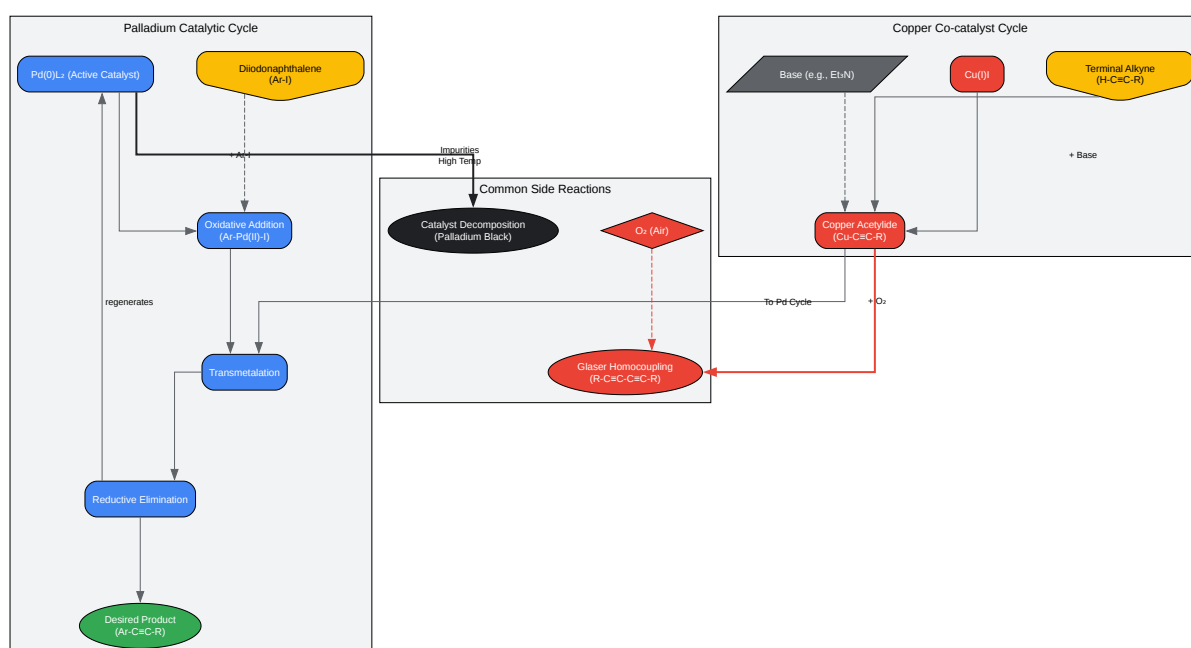 Palladium Catalytic Cycle
Copper Co-catalyst Cycle
Pd(0)L₂ (Active Catalyst)
Diiodonaphthalene
(Ar-I)
Base (e.g., Et₃N)
Cu(I)I
Terminal Alkyne
(H-C≡C-R)
+ Ar-I
Impurities
High Temp
+ Base
Common Side Reactions
Oxidative Addition
(Ar-Pd(II)-I)
Catalyst Decomposition
(Palladium Black)
O₂ (Air)
Copper Acetylide
(Cu-C≡C-R)
regenerates
To Pd Cycle
+ O₂
Transmetalation
Glaser Homocoupling
(R-C≡C-C≡C-R)
Reductive Elimination
Desired Product
(Ar-C≡C-R)